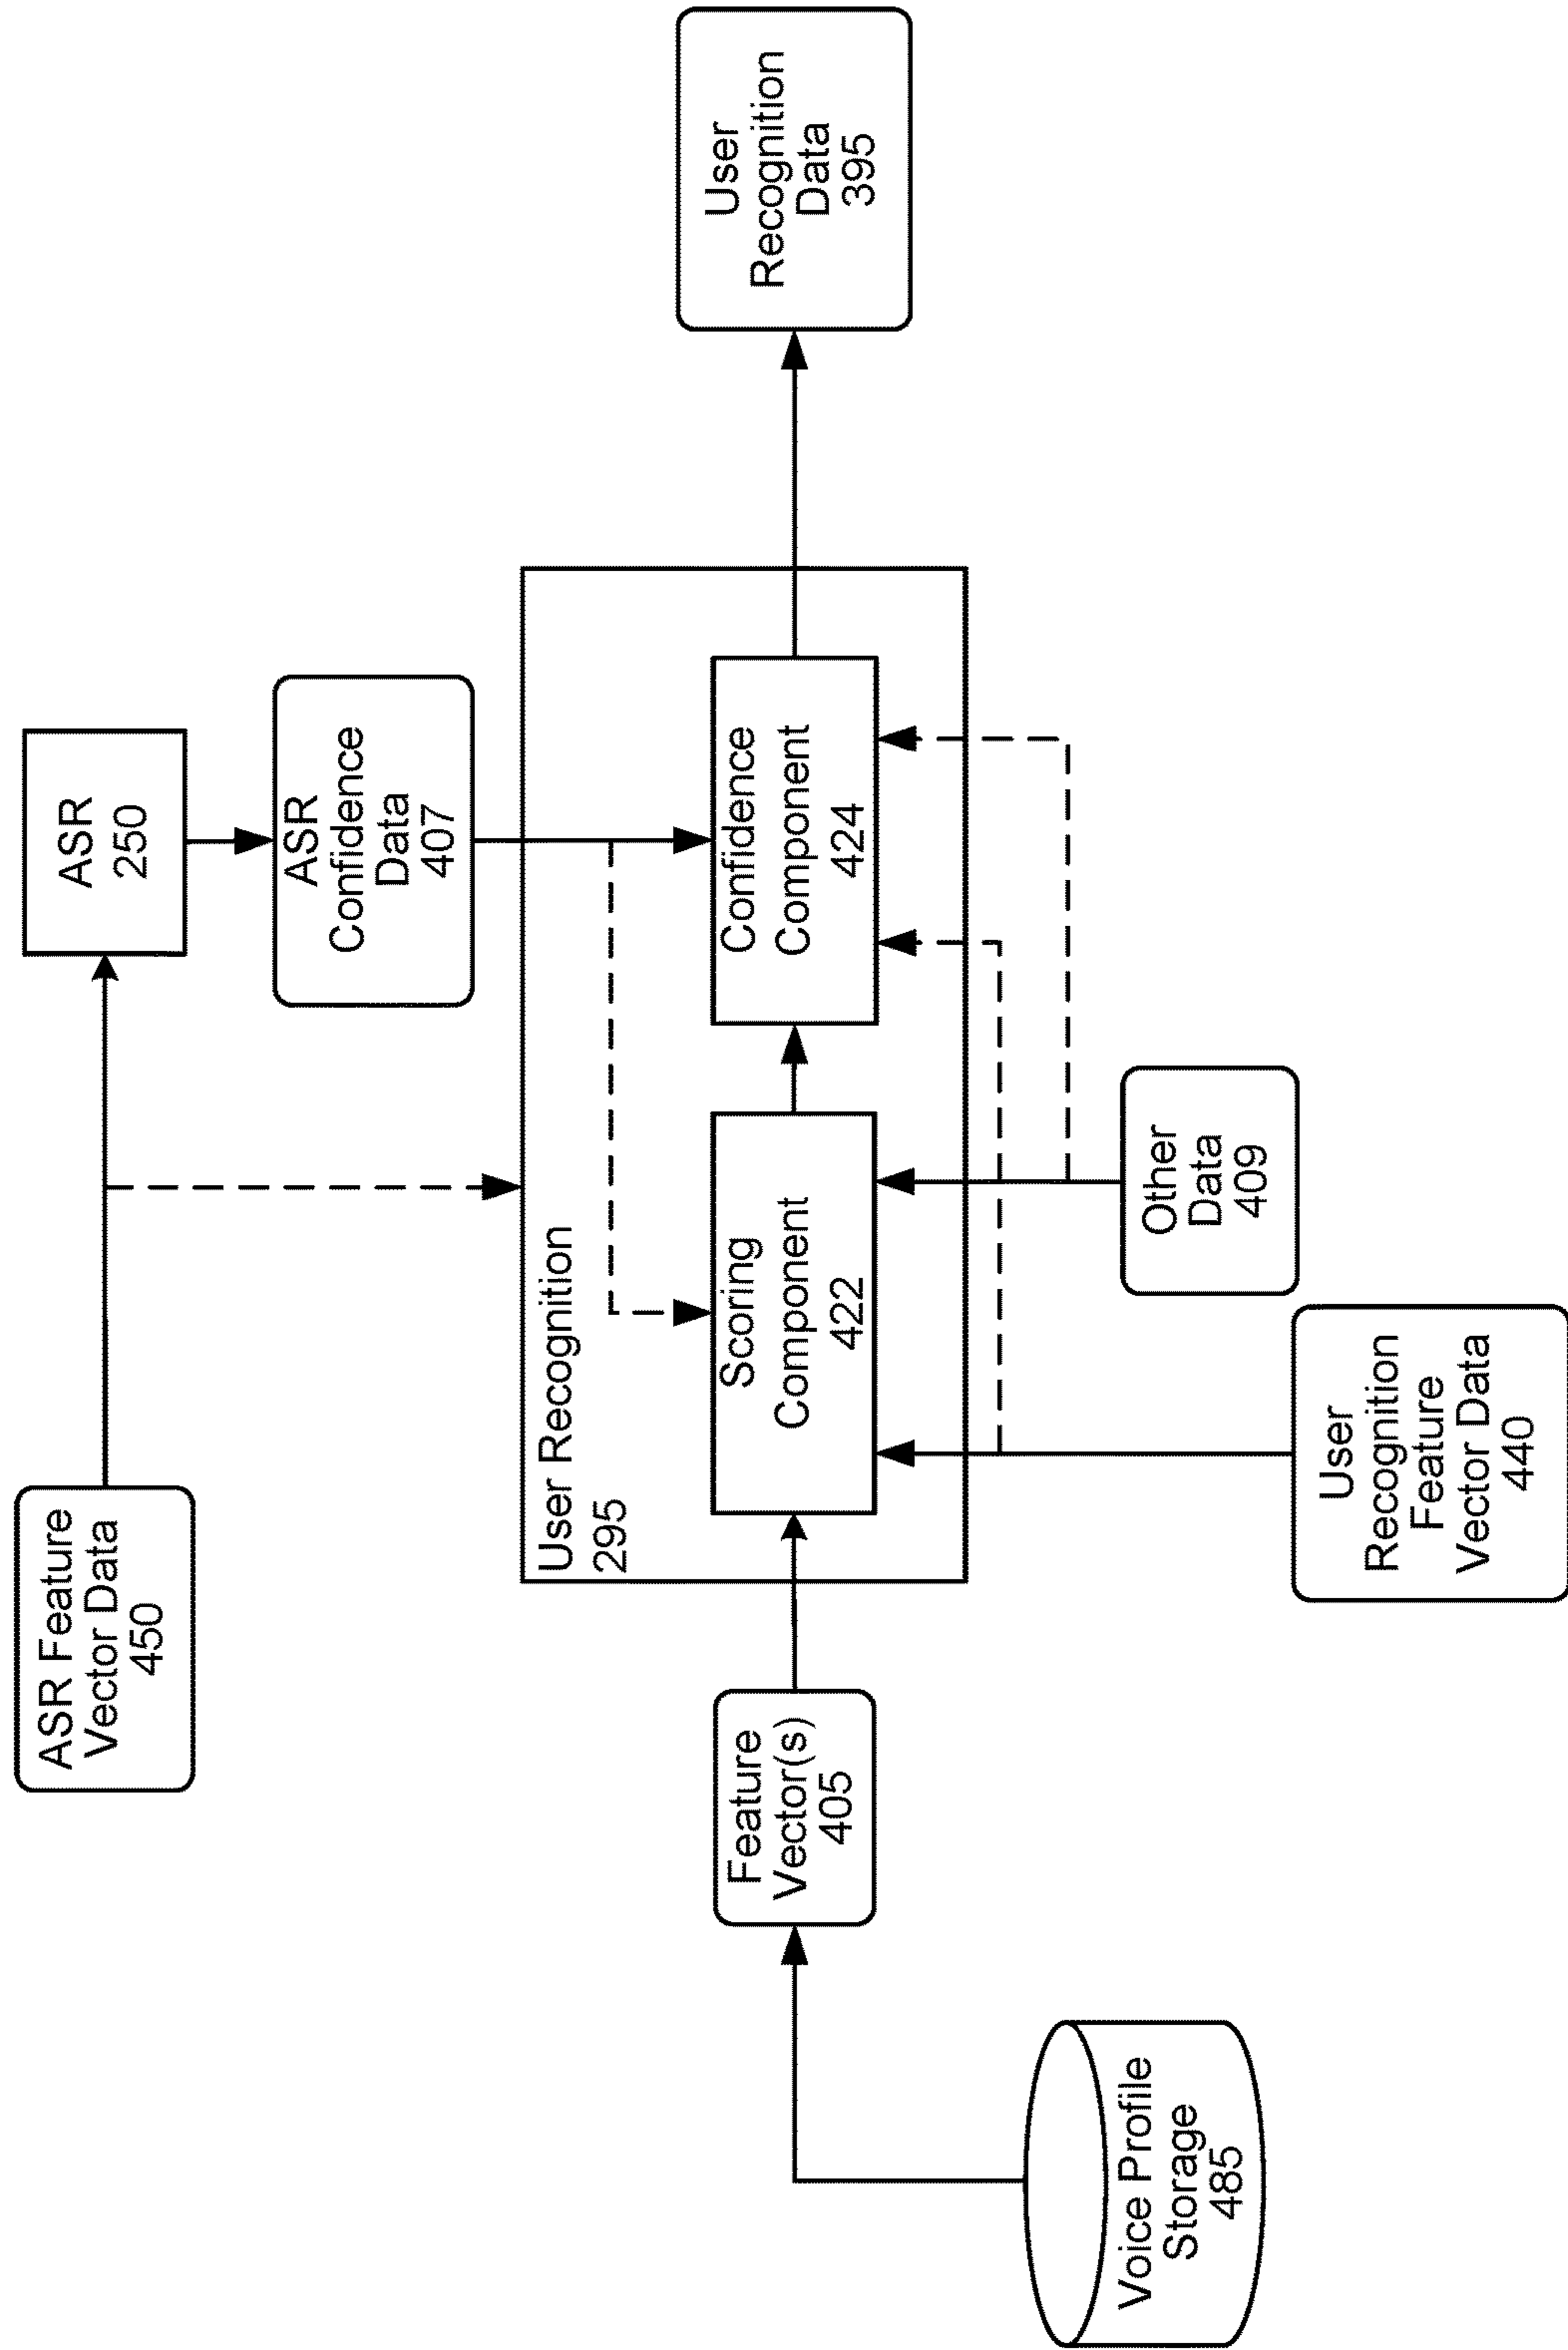 ASR Feature
Vector Data
450
ASR
250
ASR
Confidence
Data
407
User Recognition
295
Voice Profile
Storage
485
Feature
Vector(s)
405
Scoring
Component
422
Confidence
Component
424
User
Recognition
Data
395
User
Recognition
Feature
Vector Data
440
Other
Data
409